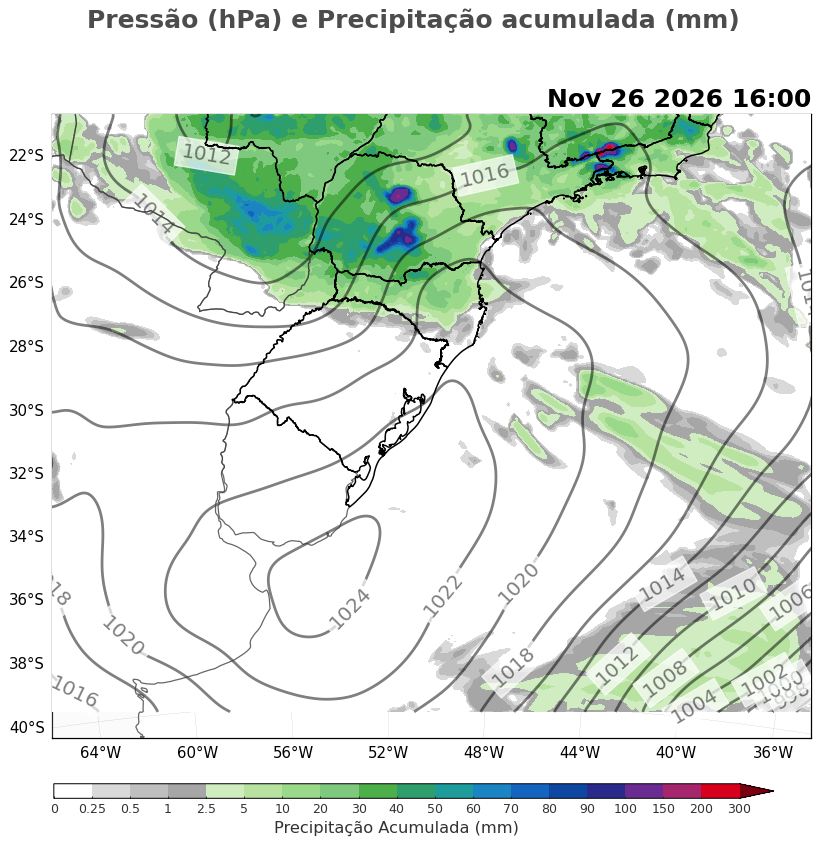 Pressão (hPa) e Precipitação acumulada (mm)
Nov 26 2026 16:00
22°S
24°S
26°S
28°S
30°S
32°S
34°S
36°S
38°S
40°S
1012
1014
1016
1014
1010
1006
1024
1022
1020
1018
1020
1016
1018
1012
1008
1004
1002
64°W 60°W 56°W 52°W 48°W 44°W 40°W 36°W
0 0.25 0.5 1 2.5 5 10 20 30 40 50 60 70 80 90 100 150 200 300
Precipitação Acumulada (mm)